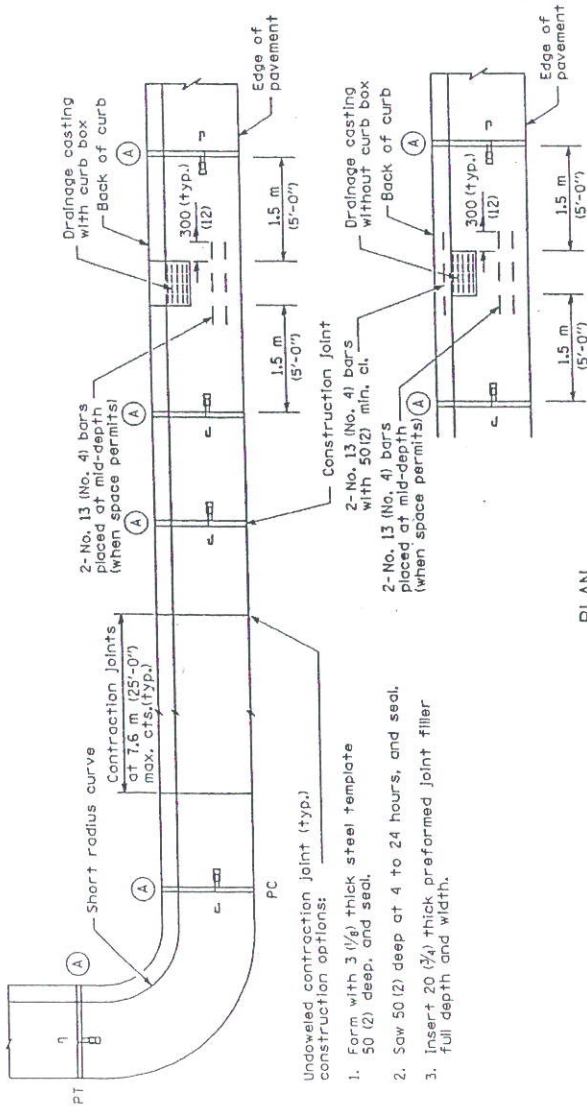 PT
A
Short radius curve
A
PC
Contraction joints
at 7.6 m (25'-0")
max. cts.(typ.)
Undoweled contraction joint (typ.)
construction options:
1. Form with 3 (1/8) thick steel template
50 (2) deep, and seal.
2. Saw 50 (2) deep at 4 to 24 hours, and seal.
3. Insert 20 (3/4) thick preformed joint filler
full depth and width.
A
Construction joint
2-No. 13 (No. 4) bars
placed at mid-depth
(when space permits)
A
1.5 m
(5'-0")
Drainage casting
with curb box
Back of curb
300 (typ.)
(12)
1.5 m
(5'-0")
A
Edge of
pavement
2-No. 13 (No. 4) bars
with 50(2) min. cl.
2-No. 13 (No. 4) bars
placed at mid-depth
(when space permits)
A
1.5 m
(5'-0")
Drainage casting
without curb box
Back of curb
300 (typ.)
(12)
1.5 m
(5'-0")
A
Edge of
pavement
PLAN